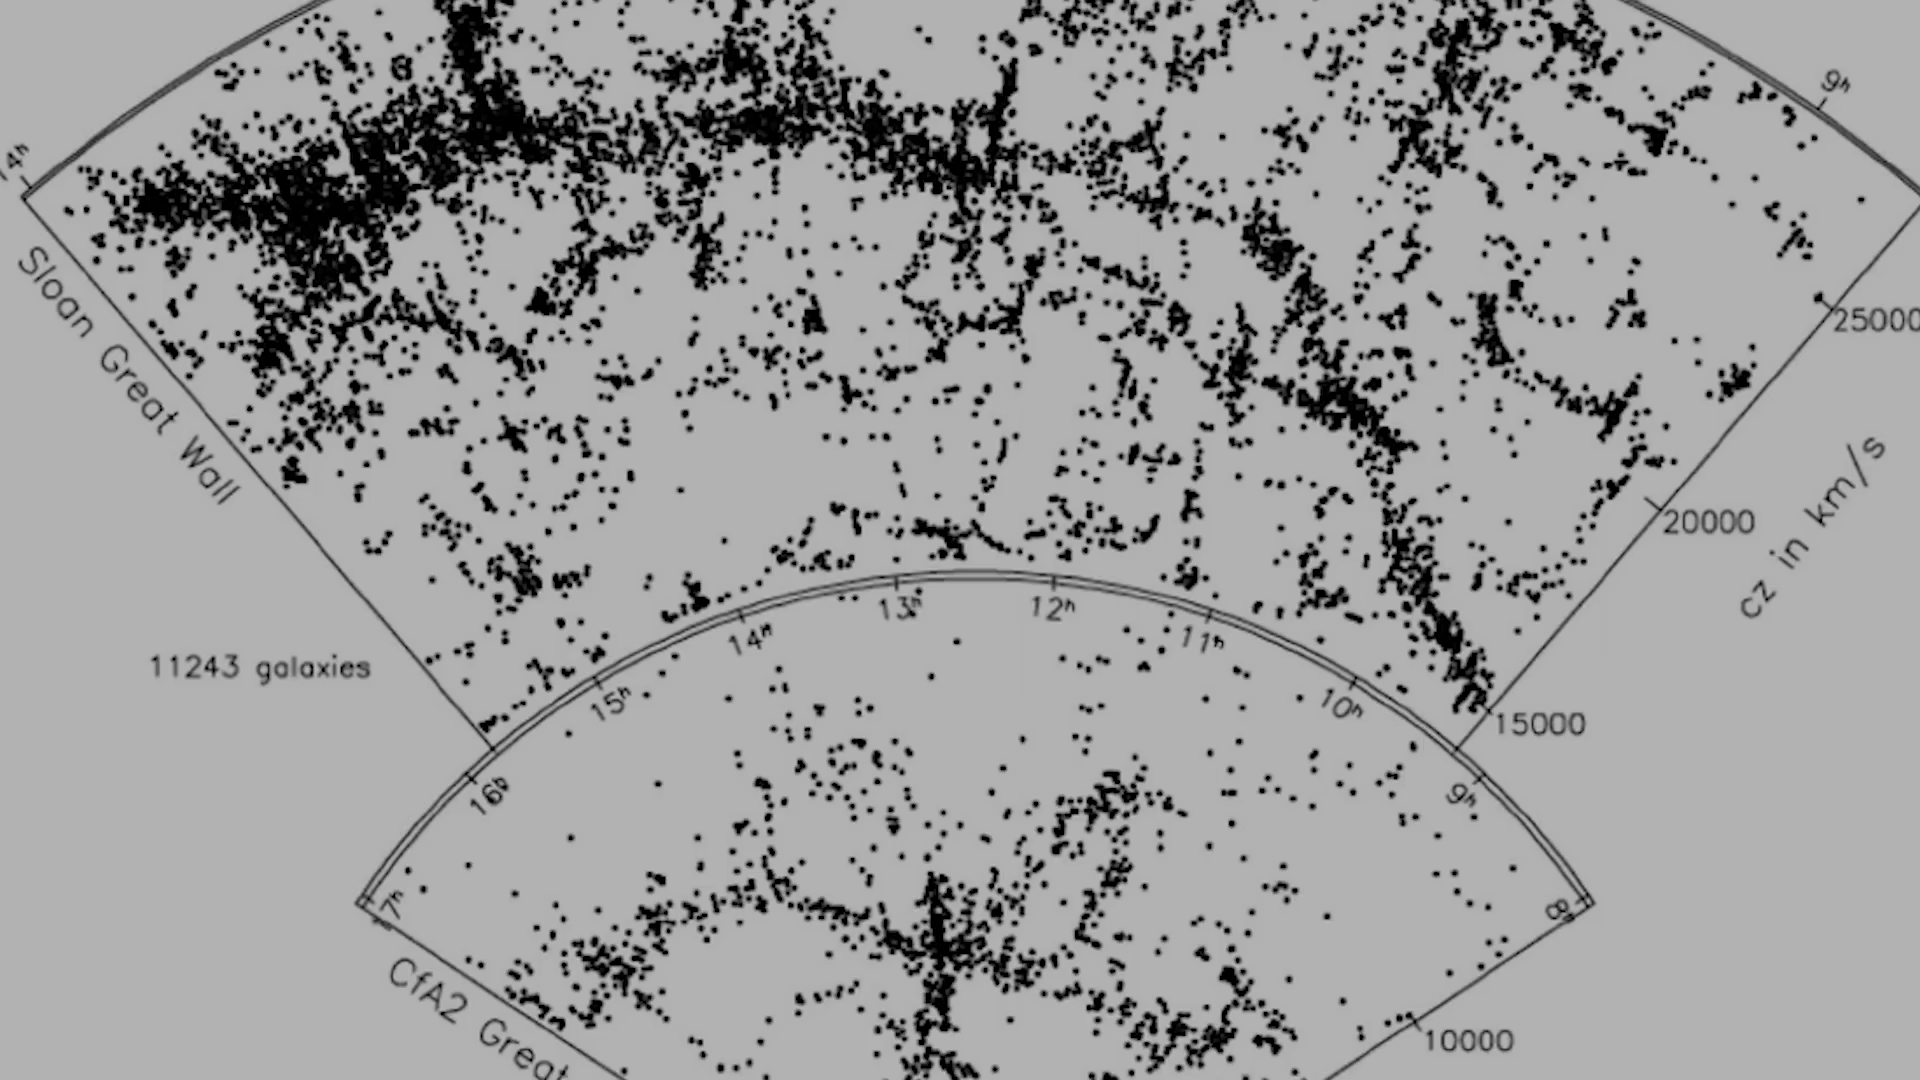 9h
4h
Sloan Great Wall
25000
20000
cz in km/s
15000
11243 galaxies
13h
12h
14h
11h
15h
10h
16h
9h
7h
8h
CfA2 Great
10000